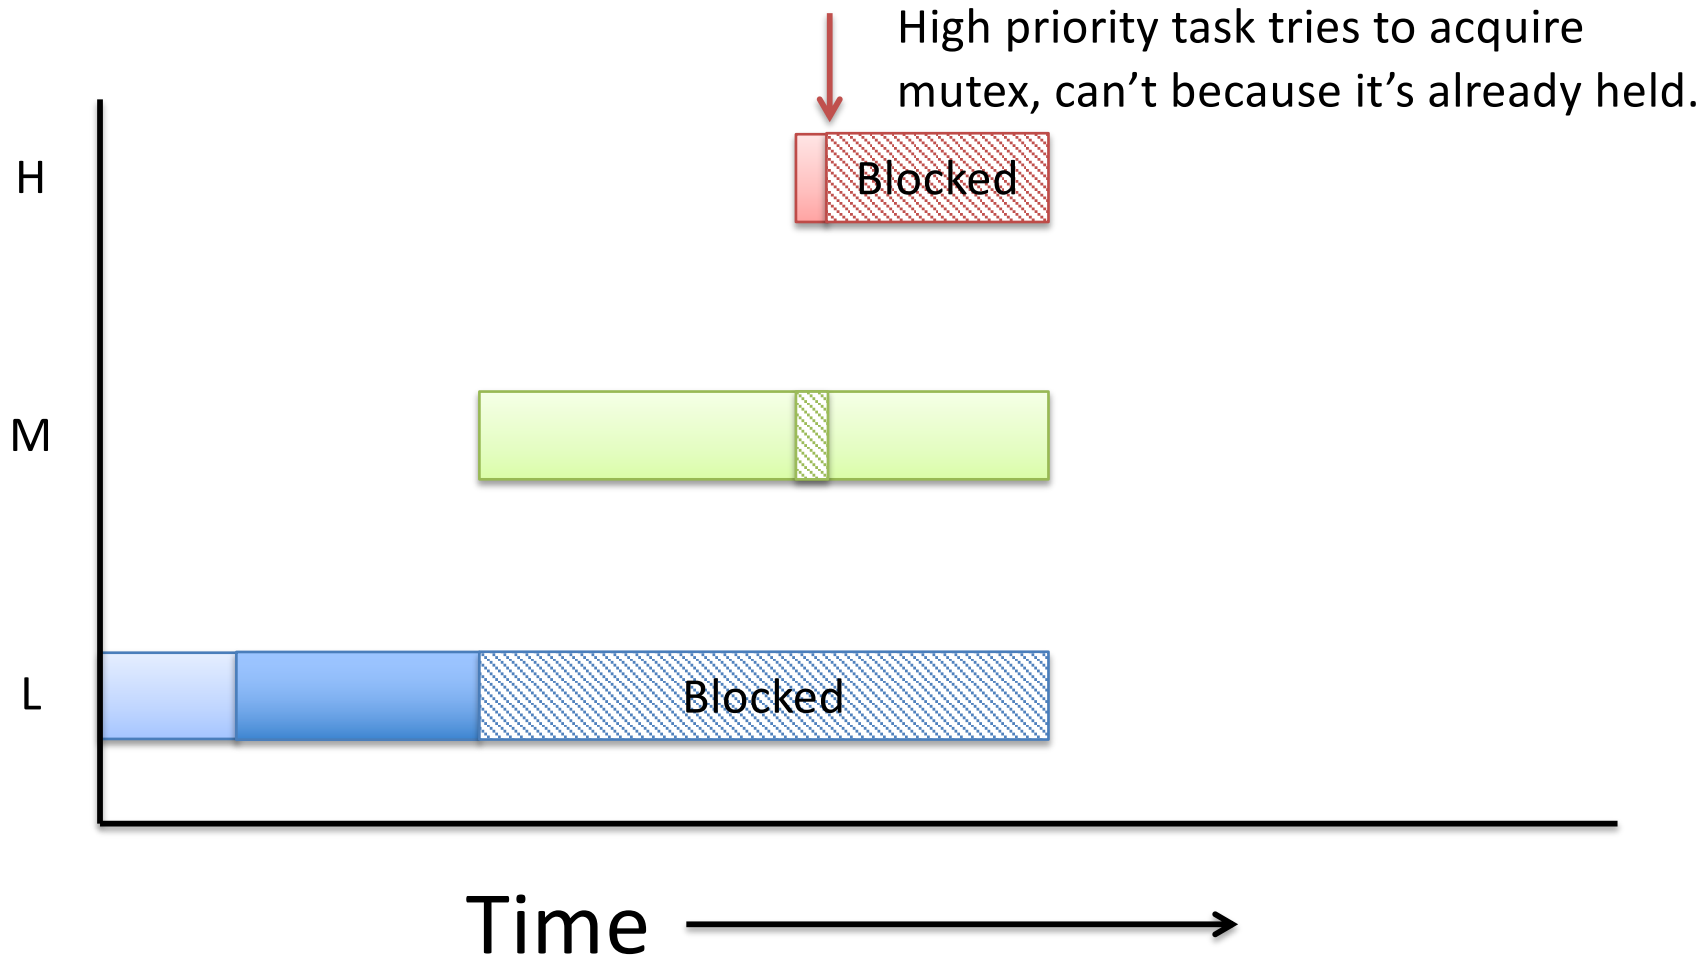 High priority task tries to acquire
mutex, can’t because it’s already held.
H
Blocked
M
L
Blocked
Time